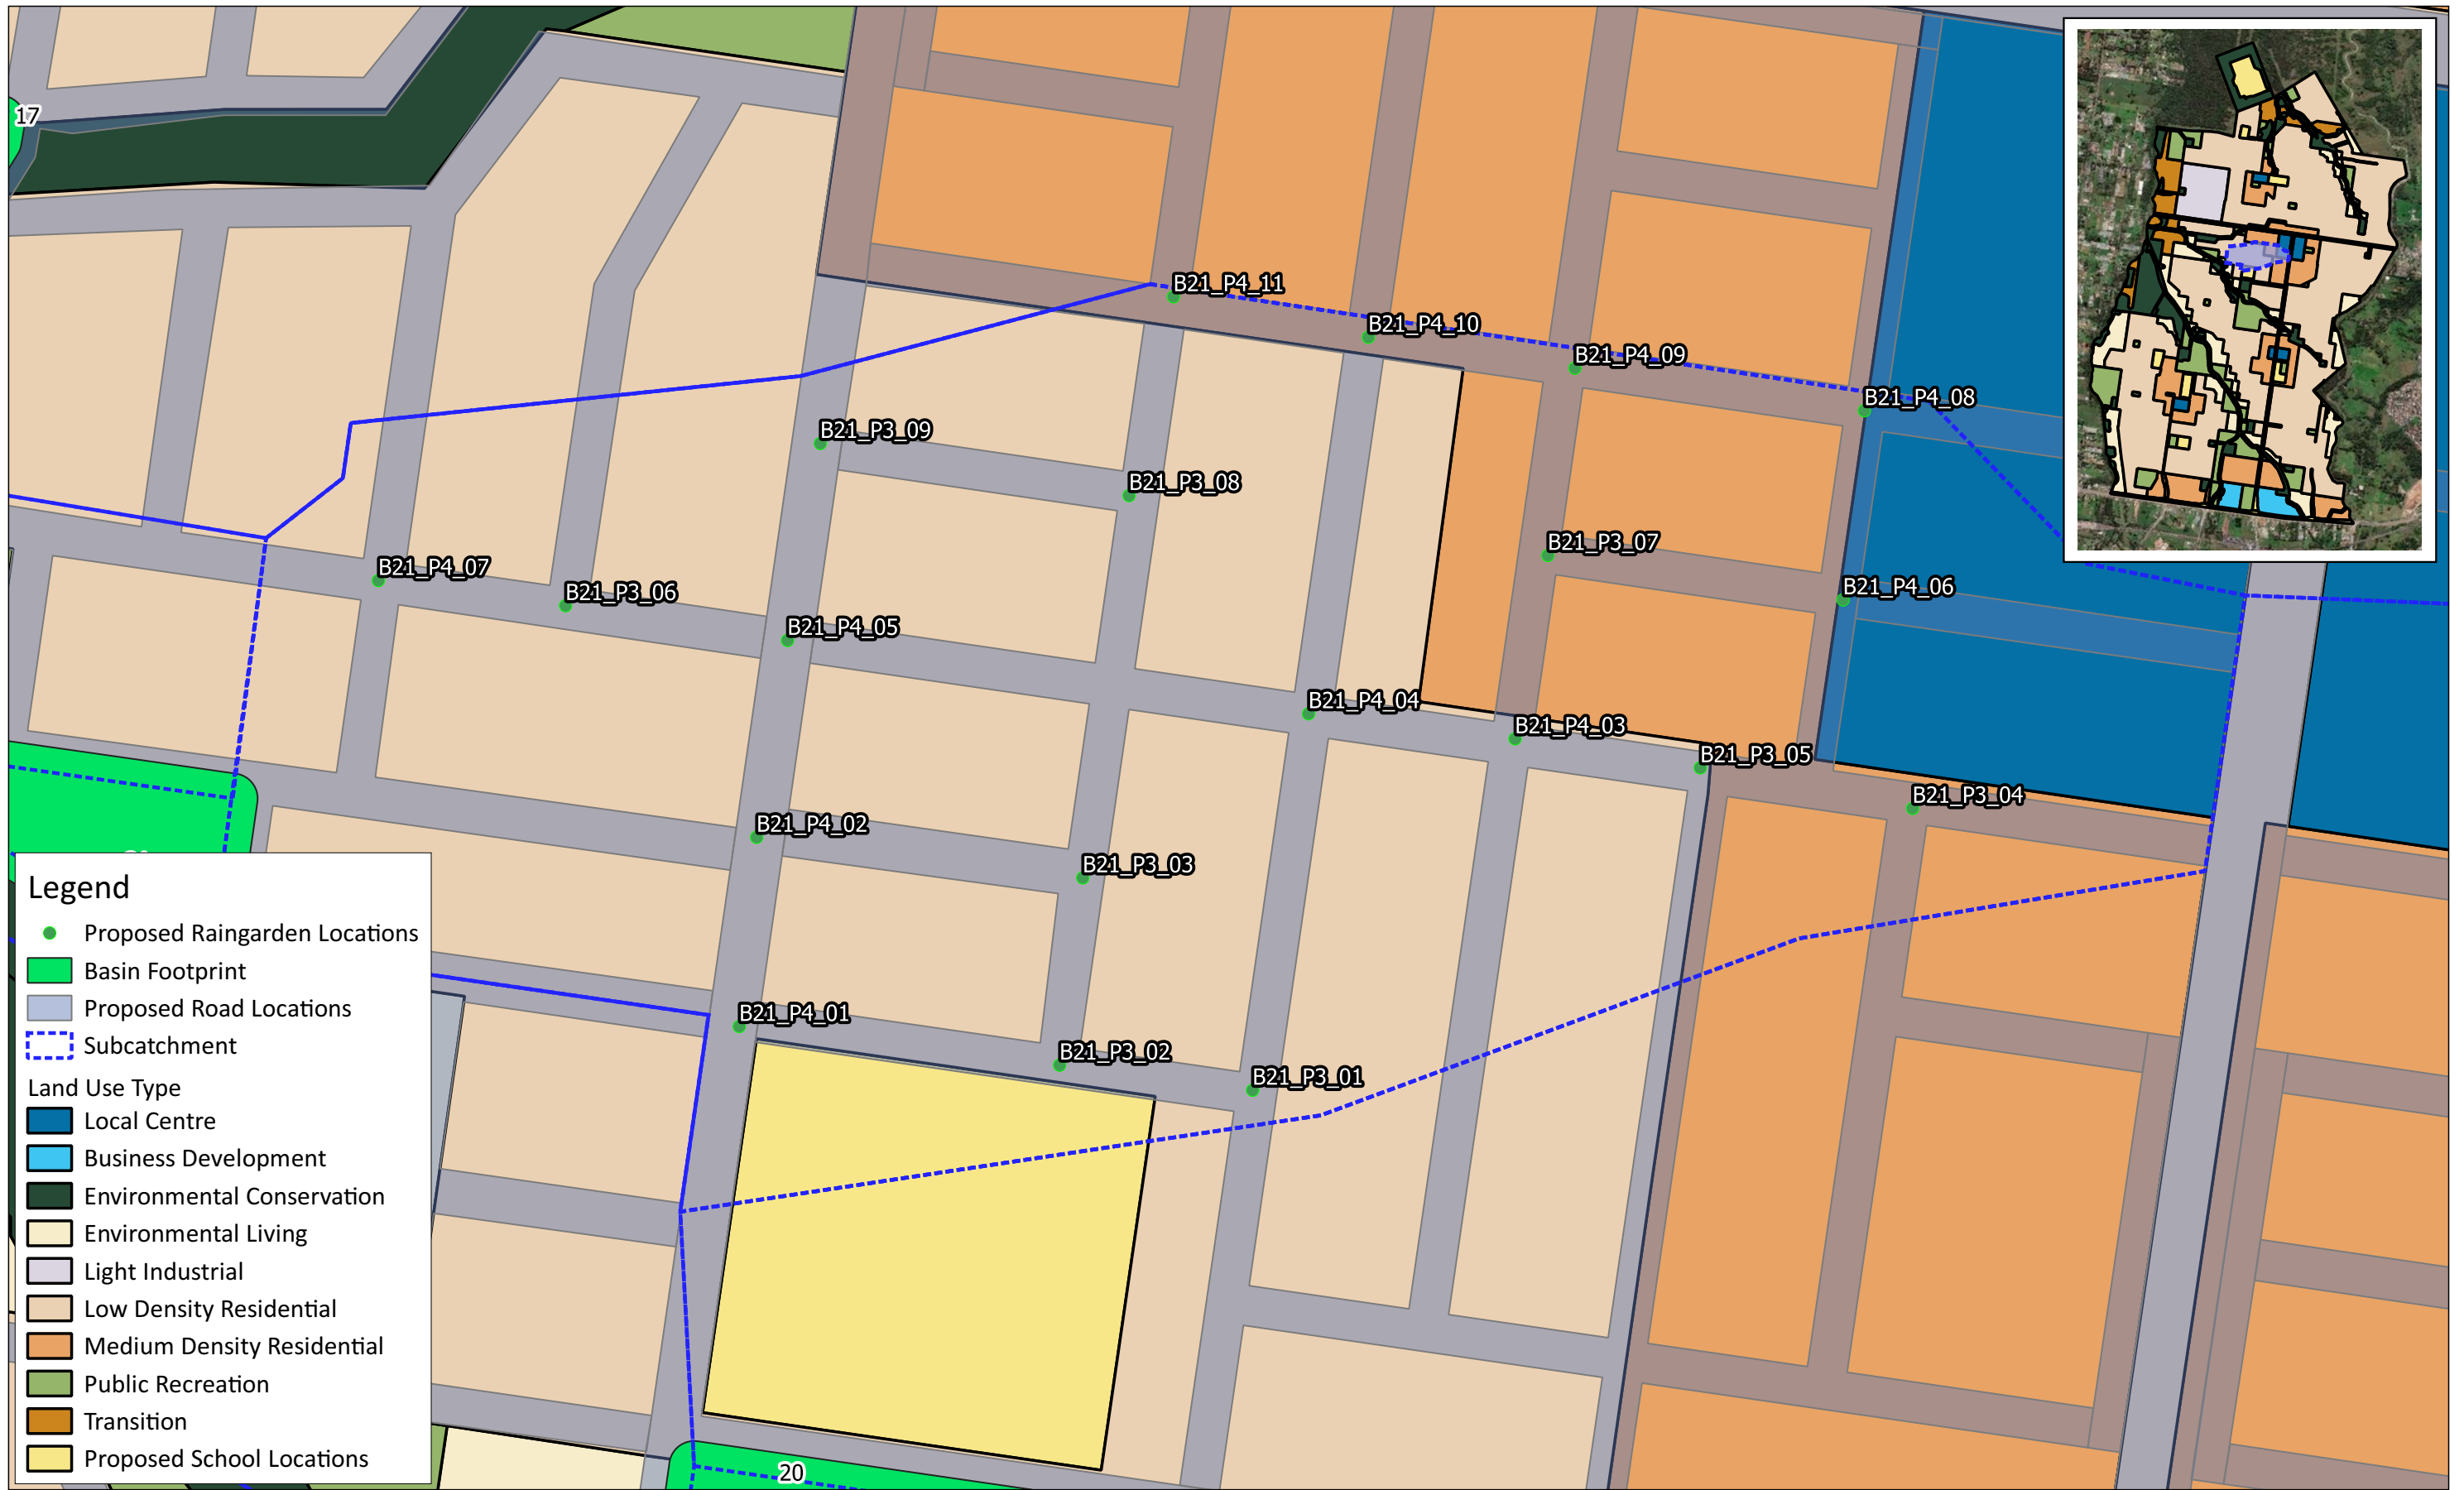 17
B21_P4_11
B21_P4_10
B21_P4_09
B21_P4_08
B21_P3_09
B21_P3_08
B21_P3_07
B21_P4_07
B21_P3_06
B21_P4_06
B21_P4_05
B21_P4_04
B21_P4_03
B21_P3_05
B21_P3_04
B21_P4_02
B21_P3_03
B21_P4_01
B21_P3_02
B21_P3_01
20
Legend
Proposed Raingarden Locations
Basin Footprint
Proposed Road Locations
Subcatchment
Land Use Type
Local Centre
Business Development
Environmental Conservation
Environmental Living
Light Industrial
Low Density Residential
Medium Density Residential
Public Recreation
Transition
Proposed School Locations